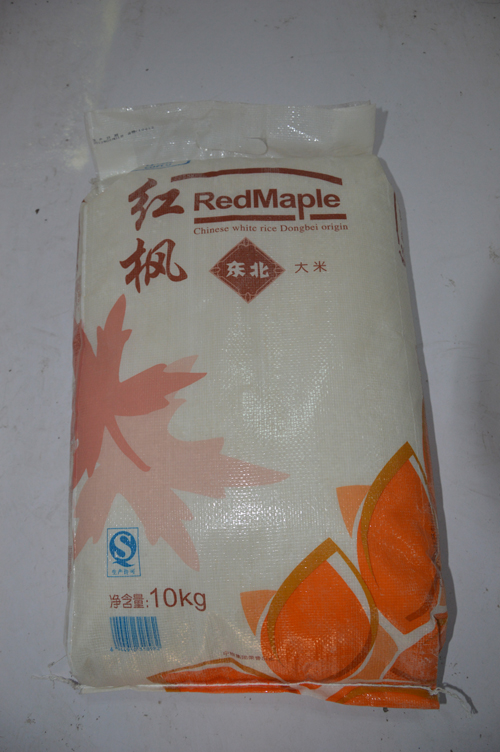 红枫
RedMaple
Chinese white rice Dongbei origin
东北
大米
净含量:10kg